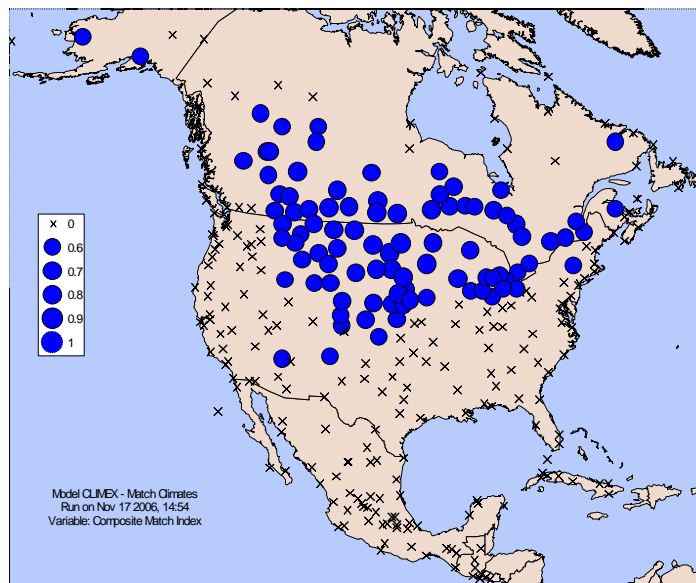 0
0.6
0.7
0.8
0.9
1
Model CLIMEX - Match Climates
Run on Nov 17 2006, 14:54
Variable: Composite Match Index